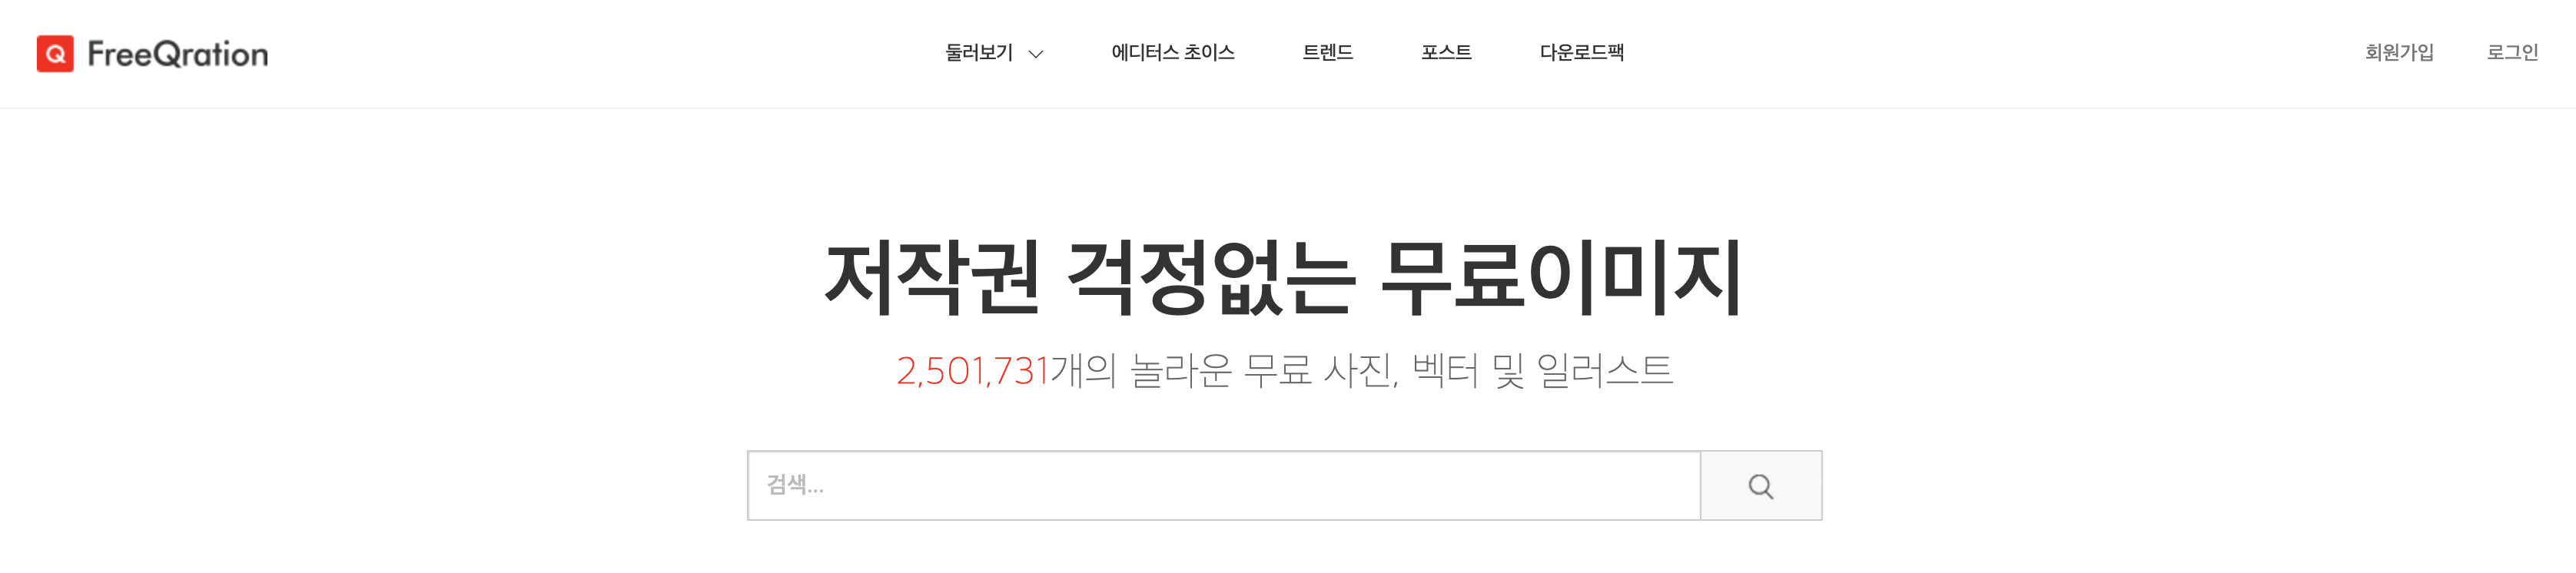 Q FreeQration 둘러보기 에디터스 초이스 트렌드 포스트 다운로드팩 회원가입 로그인
저작권 걱정없는 무료이미지
2,501,731개의 놀라운 무료 사진, 벡터 및 일러스트
검색...